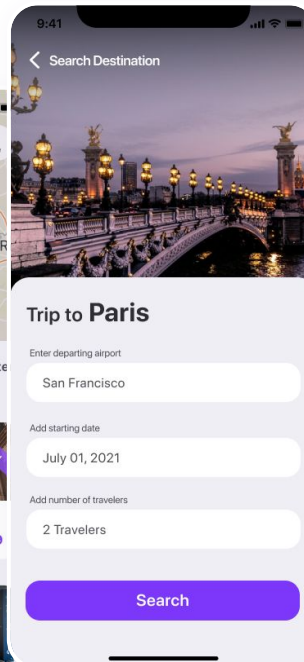 9:41
Search Destination
Trip to Paris
Enter departing airport
San Francisco
Add starting date
July 01, 2021
Add number of travelers
2 Travelers
Search